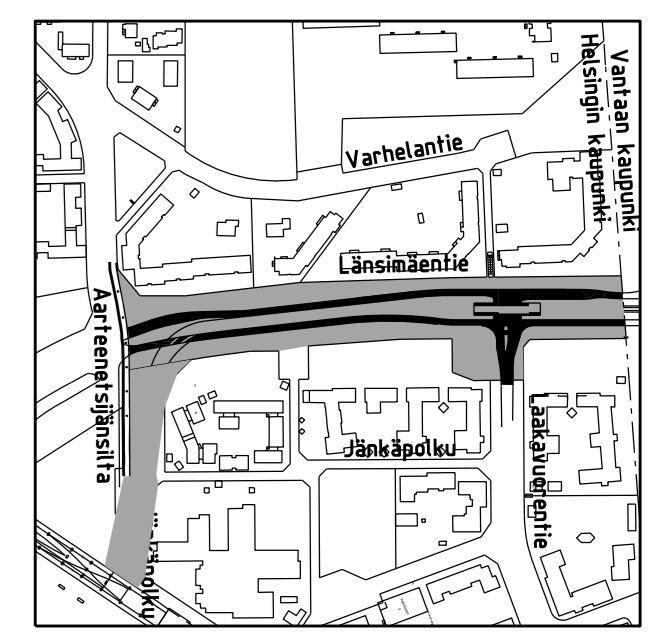 Vantaan kaupunki
Helsingin kaupunki
Varhelantie
Länsimäentie
Aarteenetsijänsilta
Jänkäpolku
Laakavuorentie